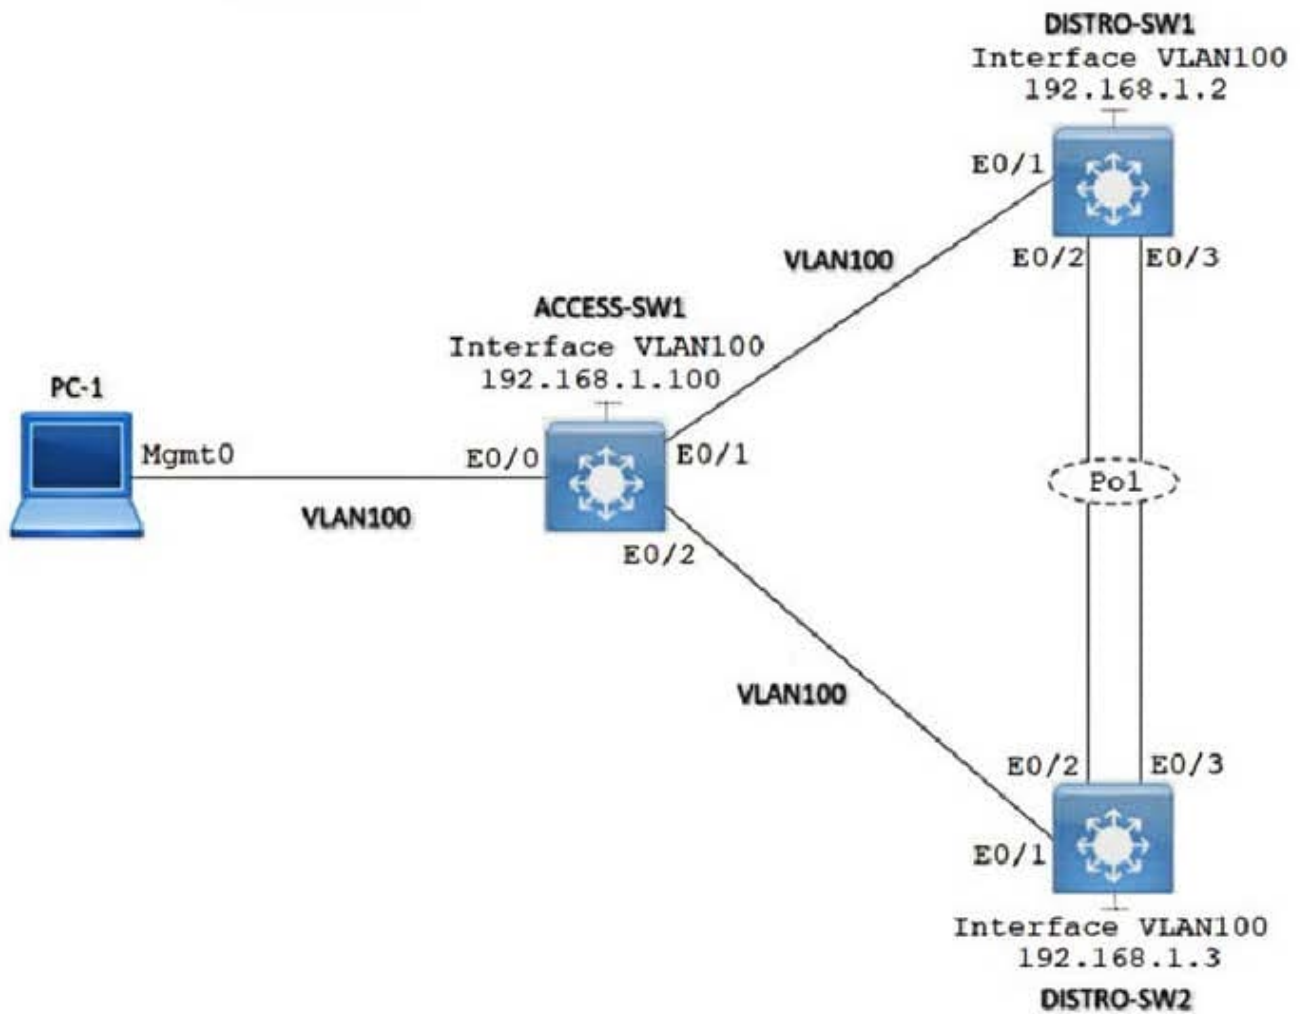 DISTRO-SW1
Interface VLAN100
192.168.1.2
E0/1
E0/2
E0/3
VLAN100
ACCESS-SW1
Interface VLAN100
192.168.1.100
PC-1
Mgmt0
E0/0
E0/1
VLAN100
E0/2
Po1
VLAN100
E0/2
E0/3
E0/1
Interface VLAN100
192.168.1.3
DISTRO-SW2